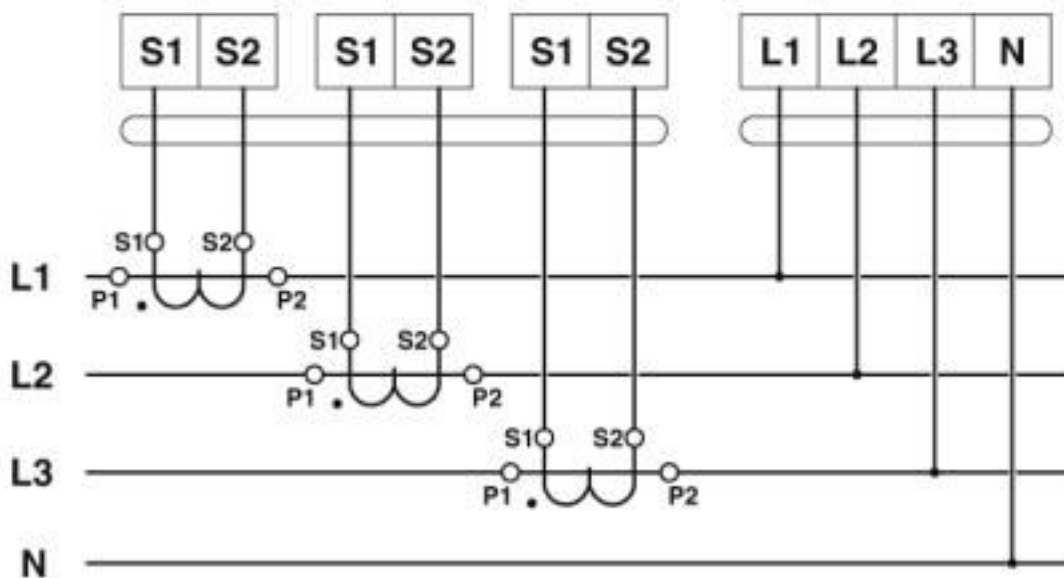 S1 S2 S1 S2 S1 S2 L1 L2 L3 N
S1 S2
L1
P1 P2
S1 S2
L2
P1 P2
S1 S2
L3
P1 P2
N